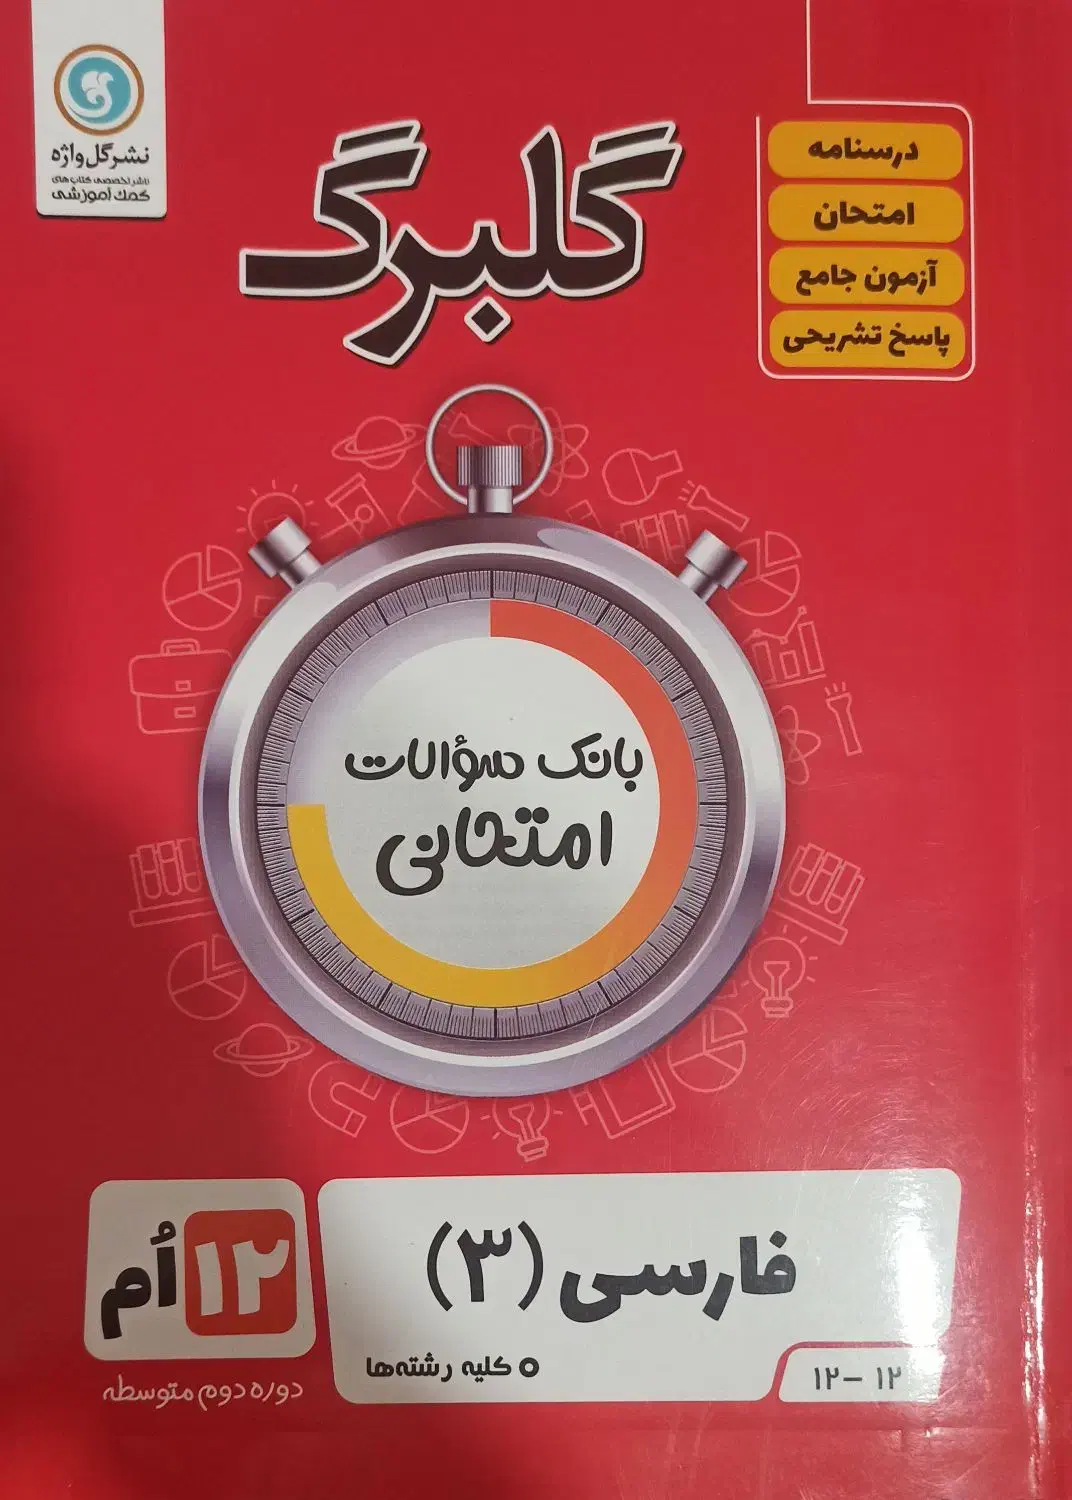 نشر گل واژه
ناشر تخصصی کتاب های
کمک آموزشی
گلبرگ
درسنامه
امتحان
آزمون جامع
پاسخ تشریحی
بانک سؤالات
امتحانی
فارسی (۳)
کلیه رشته‌ها
۱۲-۱۲
۱۲ اُم
دوره دوم متوسطه